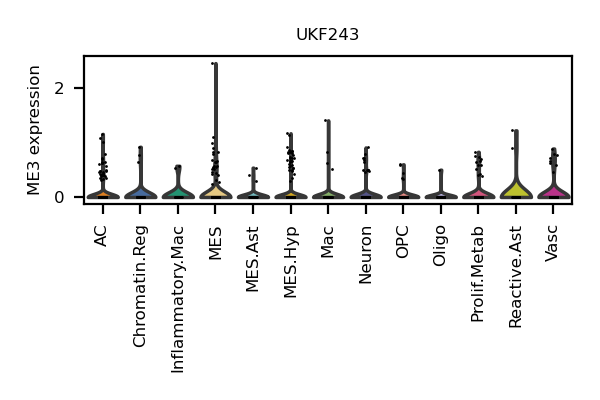 UKF243
ME3 expression
2
0
AC
Chromatin.Reg
Inflammatory.Mac
MES
MES.Ast
MES.Hyp
Mac
Neuron
OPC
Oligo
Prolif.Metab
Reactive.Ast
Vasc